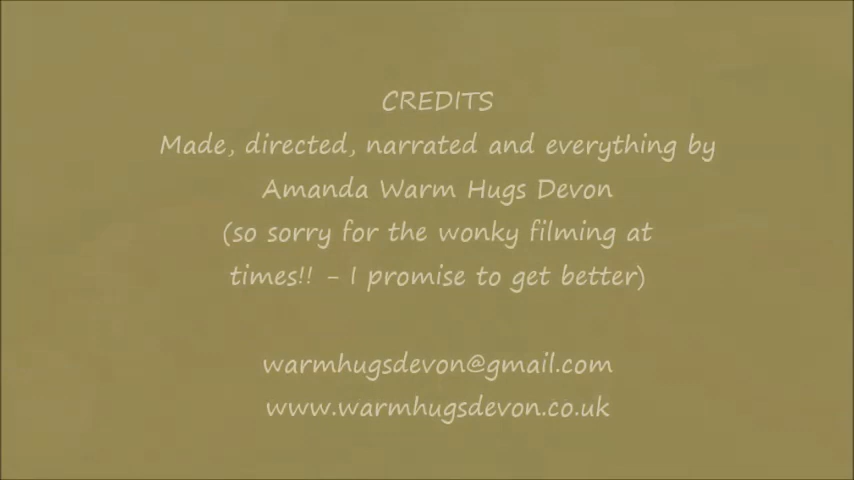 CREDITS
Made, directed, narrated and everything by
Amanda Warm Hugs Devon
(so sorry for the wonky filming at
times!! - I promise to get better)
warmhugsdevon@gmail.com
www.warmhugsdevon.co.uk